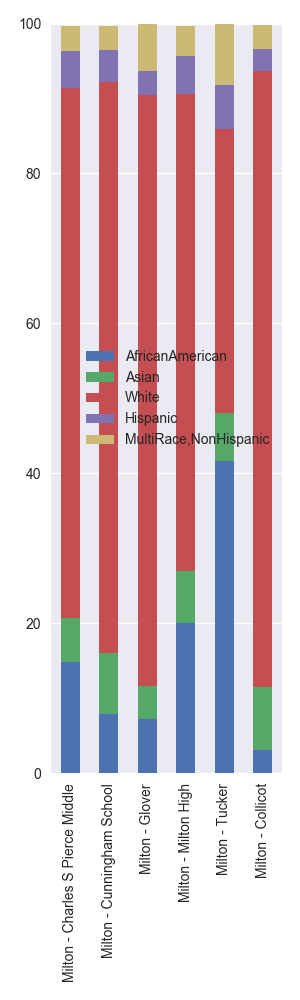 100
80
60
40
20
0
AfricanAmerican
Asian
White
Hispanic
MultiRace,NonHispanic
Milton - Charles S Pierce Middle
Milton - Cunningham School
Milton - Glover
Milton - Milton High
Milton - Tucker
Milton - Collicot